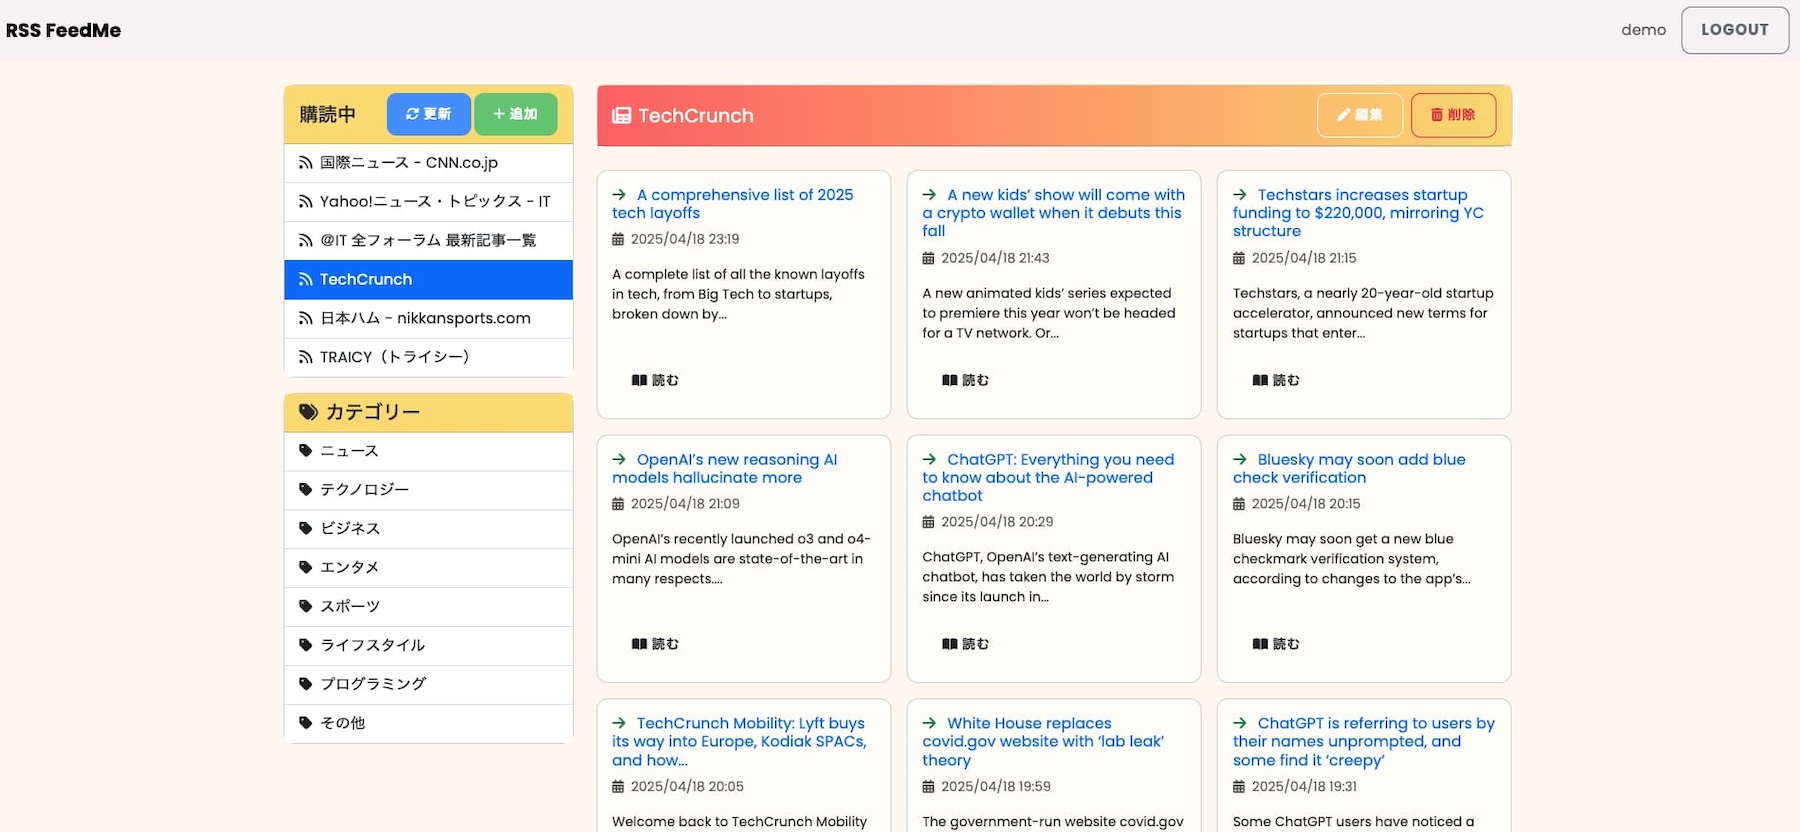 RSS FeedMe
demo
LOGOUT
購読中
更新
追加
国際ニュース - CNN.co.jp
Yahoo!ニュース・トピックス - IT
@IT 全フォーラム 最新記事一覧
TechCrunch
日本ハム - nikkansports.com
TRAICY（トライシー）
カテゴリー
ニュース
テクノロジー
ビジネス
エンタメ
スポーツ
ライフスタイル
プログラミング
その他
TechCrunch
編集
削除
A comprehensive list of 2025
tech layoffs
2025/04/18 23:19
A complete list of all the known layoffs
in tech, from Big Tech to startups,
broken down by...
読む
A new kids’ show will come with
a crypto wallet when it debuts this
fall
2025/04/18 21:43
A new animated kids’ series expected
to premiere this year won’t be headed
for a TV network. Or...
読む
Techstars increases startup
funding to $220,000, mirroring YC
structure
2025/04/18 21:15
Techstars, a nearly 20-year-old startup
accelerator, announced new terms for
startups that enter...
読む
OpenAI’s new reasoning AI
models hallucinate more
2025/04/18 21:09
OpenAI’s recently launched o3 and o4-
mini AI models are state-of-the-art in
many respects....
読む
ChatGPT: Everything you need
to know about the AI-powered
chatbot
2025/04/18 20:29
ChatGPT, OpenAI’s text-generating AI
chatbot, has taken the world by storm
since its launch in...
読む
Bluesky may soon add blue
check verification
2025/04/18 20:15
Bluesky may soon get a new blue
checkmark verification system,
according to changes to the app’s...
読む
TechCrunch Mobility: Lyft buys
its way into Europe, Kodiak SPACs,
and how...
2025/04/18 20:05
Welcome back to TechCrunch Mobility
White House replaces
covid.gov website with ‘lab leak’
theory
2025/04/18 19:59
The government-run website covid.gov
ChatGPT is referring to users by
their names unprompted, and
some find it ‘creepy’
2025/04/18 19:31
Some ChatGPT users have noticed a